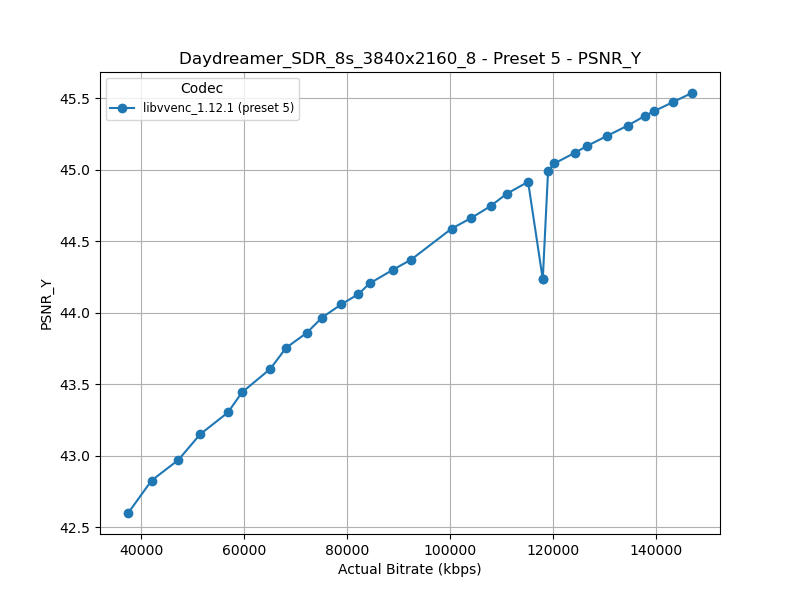 Daydreamer_SDR_8s_3840x2160_8 - Preset 5 - PSNR_Y
Codec
libvvenc_1.12.1 (preset 5)
PSNR_Y
45.5
45.0
44.5
44.0
43.5
43.0
42.5
40000 60000 80000 100000 120000 140000
Actual Bitrate (kbps)